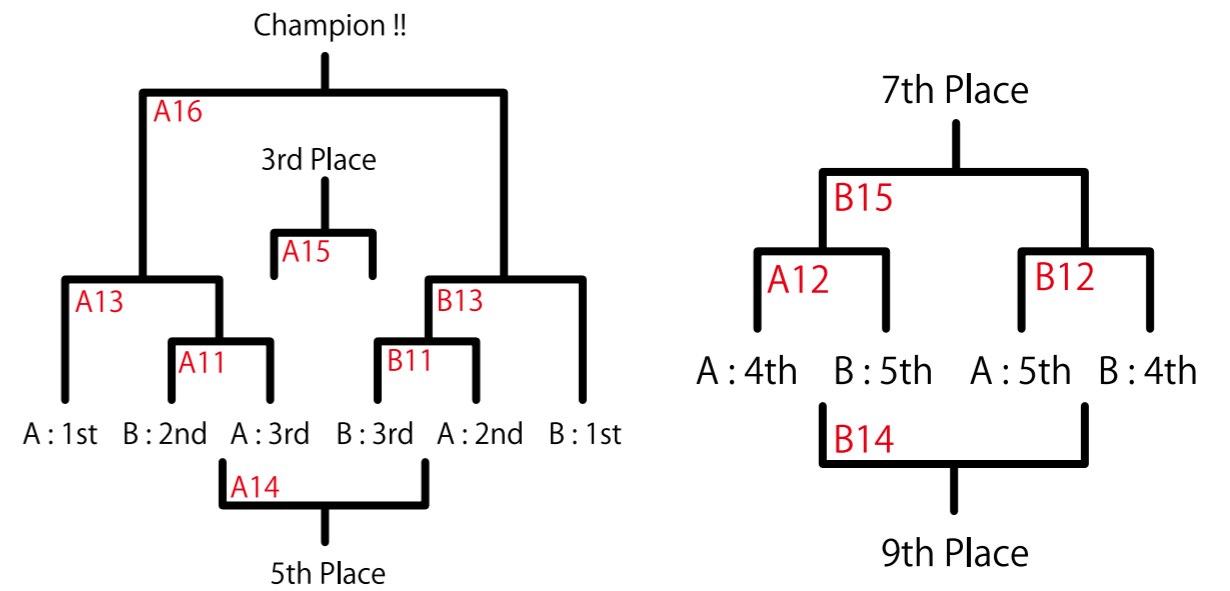 Champion !!
A16
3rd Place
A15
A13
B13
A11
B11
A : 1st B : 2nd A : 3rd B : 3rd A : 2nd B : 1st
A14
5th Place
7th Place
B15
A12
B12
A : 4th B : 5th A : 5th B : 4th
B14
9th Place